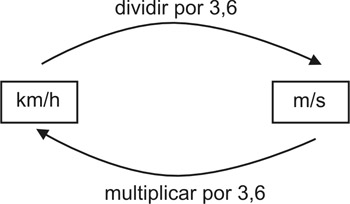 dividir por 3,6
km/h
m/s
multiplicar por 3,6